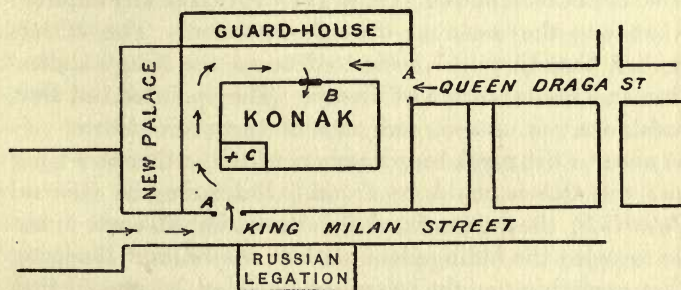 GUARD-HOUSE
NEW PALACE
A
QUEEN DRAGA ST
B
KONAK
+C
A
KING MILAN STREET
RUSSIAN
LEGATION